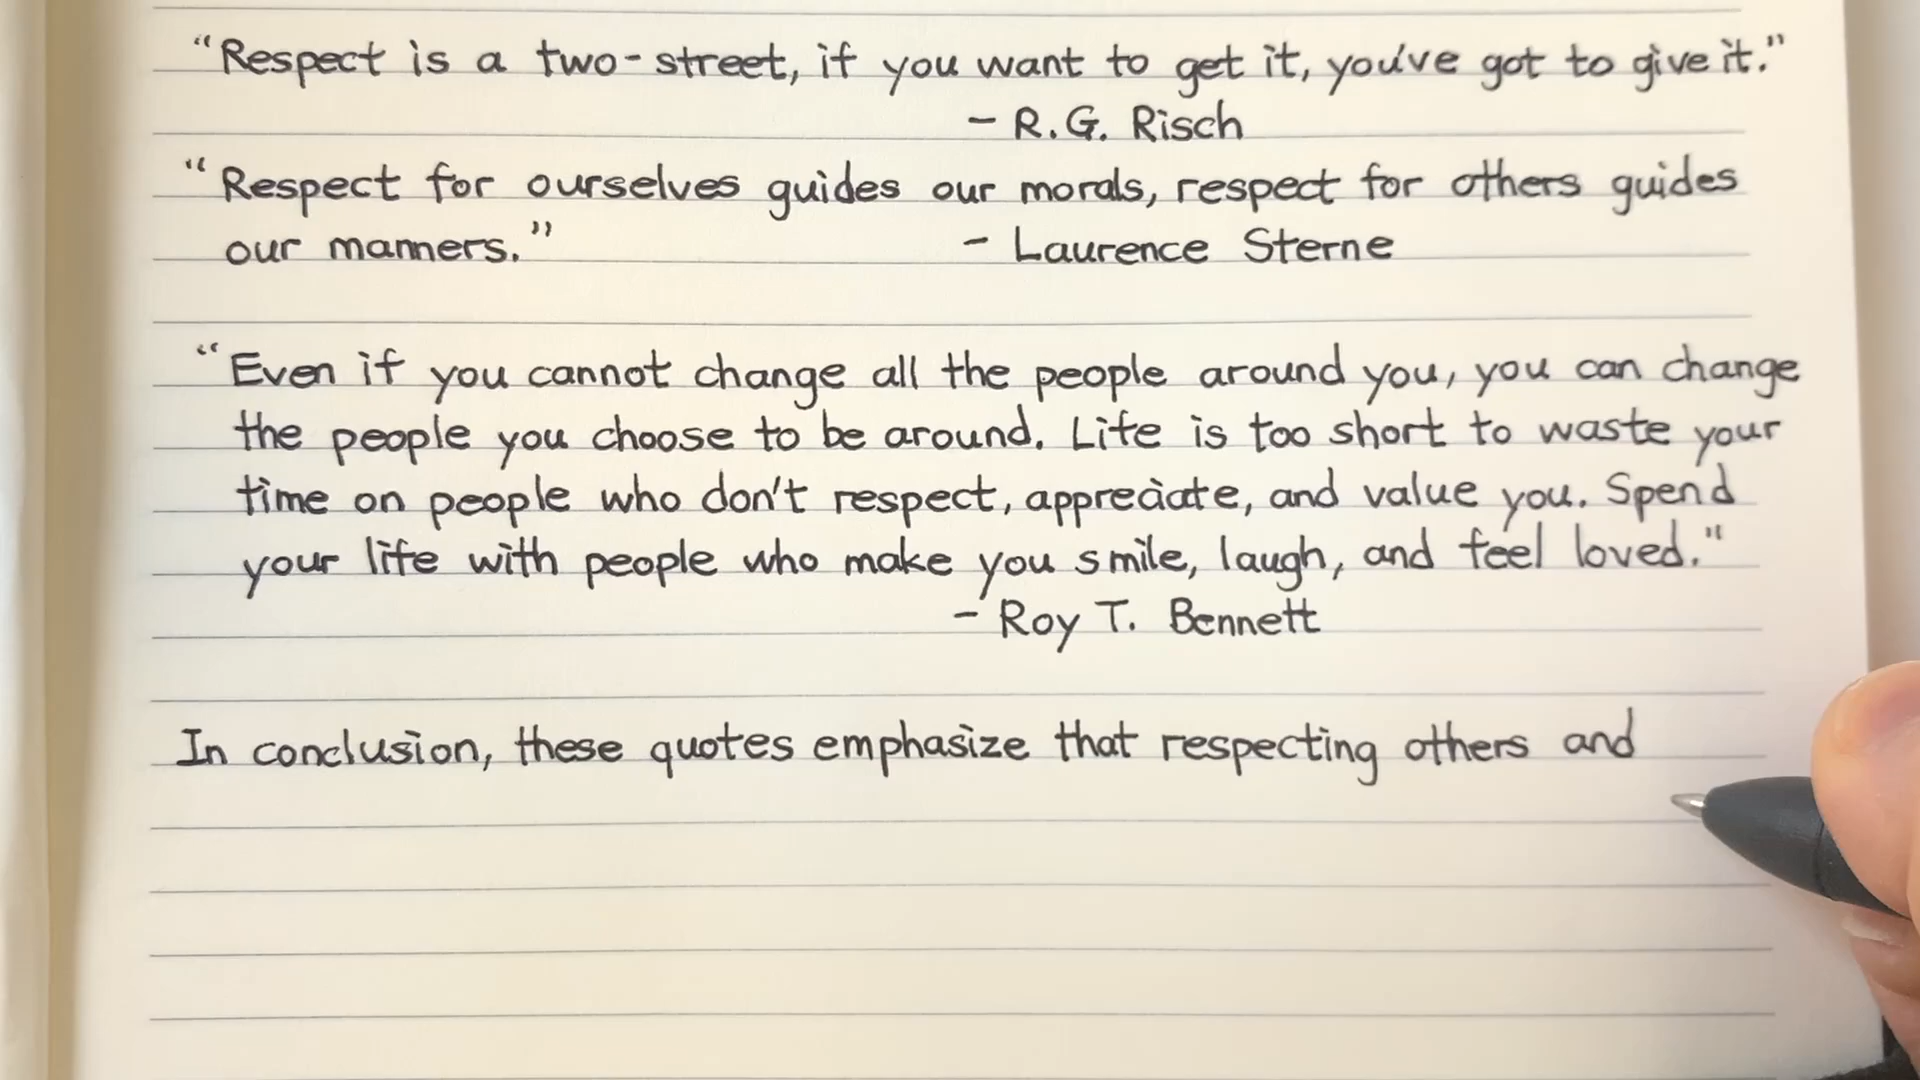 “Respect is a two-street, if you want to get it, you've got to give it.”
– R.G. Risch
“Respect for ourselves guides our morals, respect for others guides
our manners.”
– Laurence Sterne
“Even if you cannot change all the people around you, you can change
the people you choose to be around. Life is too short to waste your
time on people who don't respect, appreciate, and value you. Spend
your life with people who make you smile, laugh, and feel loved."
– Roy T. Bennett
In conclusion, these quotes emphasize that respecting others and